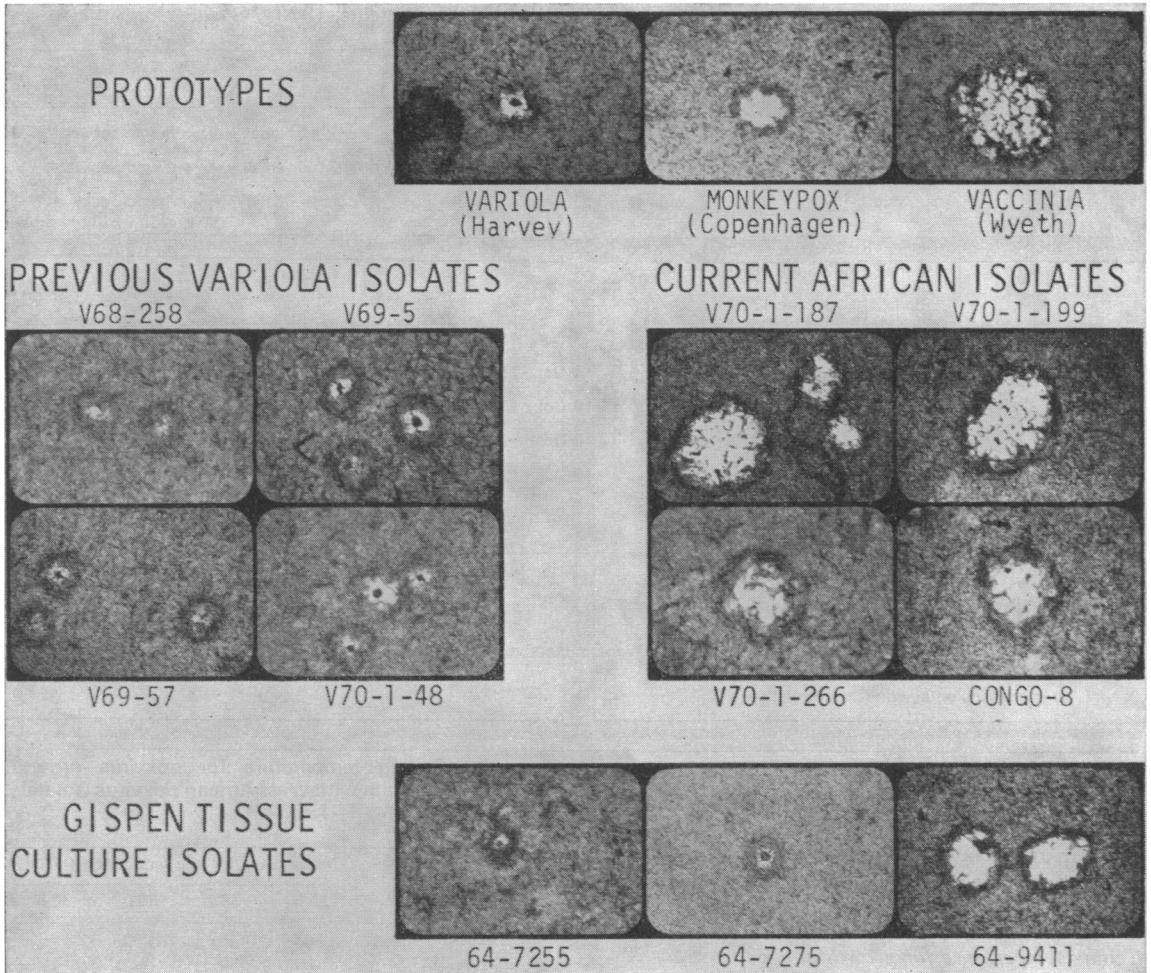 PROTOTYPES
VARIOLA
(Harvev)
MONKEYPOX
(Copenhagen)
VACCINIA
(Wyeth)
PREVIOUS VARIOLA ISOLATES
V68-258
V69-5
V69-57
V70-1-48
CURRENT AFRICAN ISOLATES
V70-1-187
V70-1-199
V70-1-266
CONGO-8
GISPEN TISSUE
CULTURE ISOLATES
64-7255
64-7275
64-9411